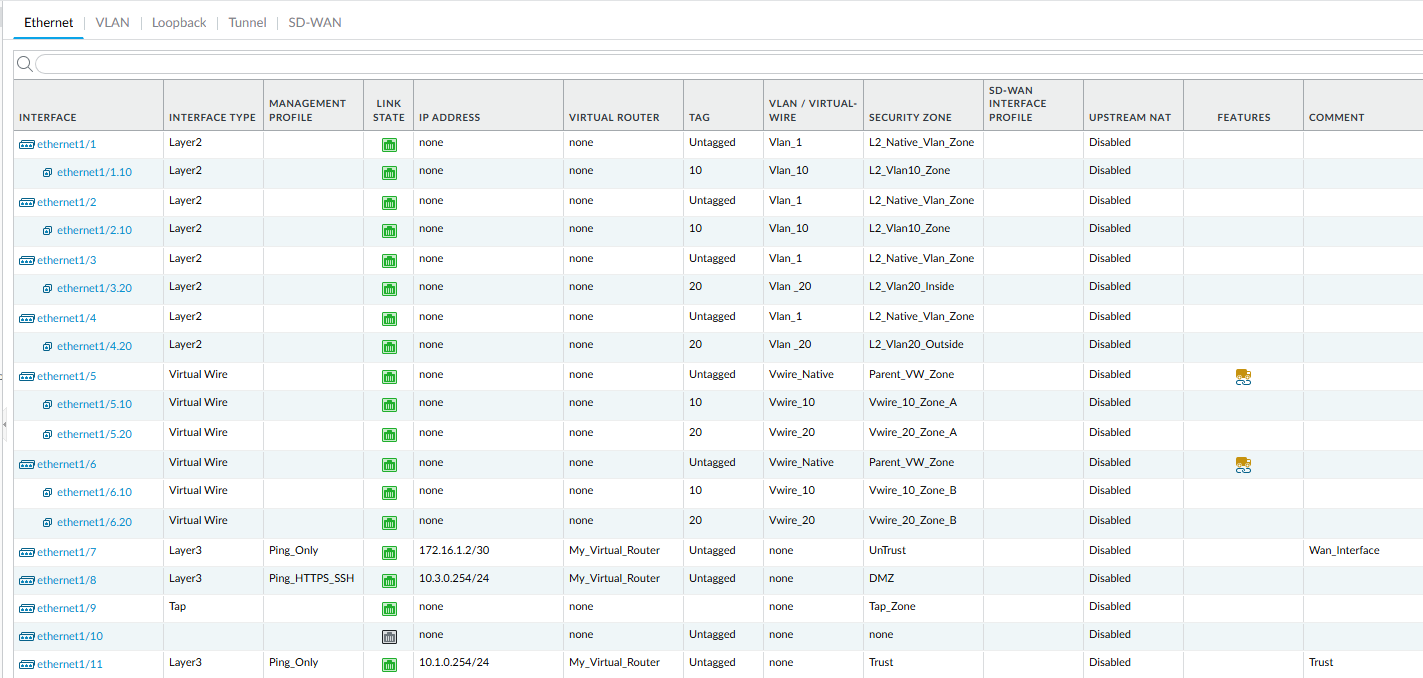 Ethernet VLAN Loopback Tunnel SD-WAN
INTERFACE INTERFACE TYPE MANAGEMENT PROFILE LINK STATE IP ADDRESS VIRTUAL ROUTER TAG VLAN / VIRTUAL-WIRE SECURITY ZONE SD-WAN INTERFACE PROFILE UPSTREAM NAT FEATURES COMMENT
ethernet1/1 Layer2 none none Untagged Vlan_1 L2_Native_Vlan_Zone Disabled
ethernet1/1.10 Layer2 none none 10 Vlan_10 L2_Vlan10_Zone Disabled
ethernet1/2 Layer2 none none Untagged Vlan_1 L2_Native_Vlan_Zone Disabled
ethernet1/2.10 Layer2 none none 10 Vlan_10 L2_Vlan10_Zone Disabled
ethernet1/3 Layer2 none none Untagged Vlan_1 L2_Native_Vlan_Zone Disabled
ethernet1/3.20 Layer2 none none 20 Vlan _20 L2_Vlan20_Inside Disabled
ethernet1/4 Layer2 none none Untagged Vlan_1 L2_Native_Vlan_Zone Disabled
ethernet1/4.20 Layer2 none none 20 Vlan _20 L2_Vlan20_Outside Disabled
ethernet1/5 Virtual Wire none none Untagged Vwire_Native Parent_VW_Zone Disabled
ethernet1/5.10 Virtual Wire none none 10 Vwire_10 Vwire_10_Zone_A Disabled
ethernet1/5.20 Virtual Wire none none 20 Vwire_20 Vwire_20_Zone_A Disabled
ethernet1/6 Virtual Wire none none Untagged Vwire_Native Parent_VW_Zone Disabled
ethernet1/6.10 Virtual Wire none none 10 Vwire_10 Vwire_10_Zone_B Disabled
ethernet1/6.20 Virtual Wire none none 20 Vwire_20 Vwire_20_Zone_B Disabled
ethernet1/7 Layer3 Ping_Only 172.16.1.2/30 My_Virtual_Router Untagged none UnTrust Disabled Wan_Interface
ethernet1/8 Layer3 Ping_HTTPS_SSH 10.3.0.254/24 My_Virtual_Router Untagged none DMZ Disabled
ethernet1/9 Tap none none none Tap_Zone Disabled
ethernet1/10 none none Untagged none none Disabled
ethernet1/11 Layer3 Ping_Only 10.1.0.254/24 My_Virtual_Router Untagged none Trust Disabled Trust